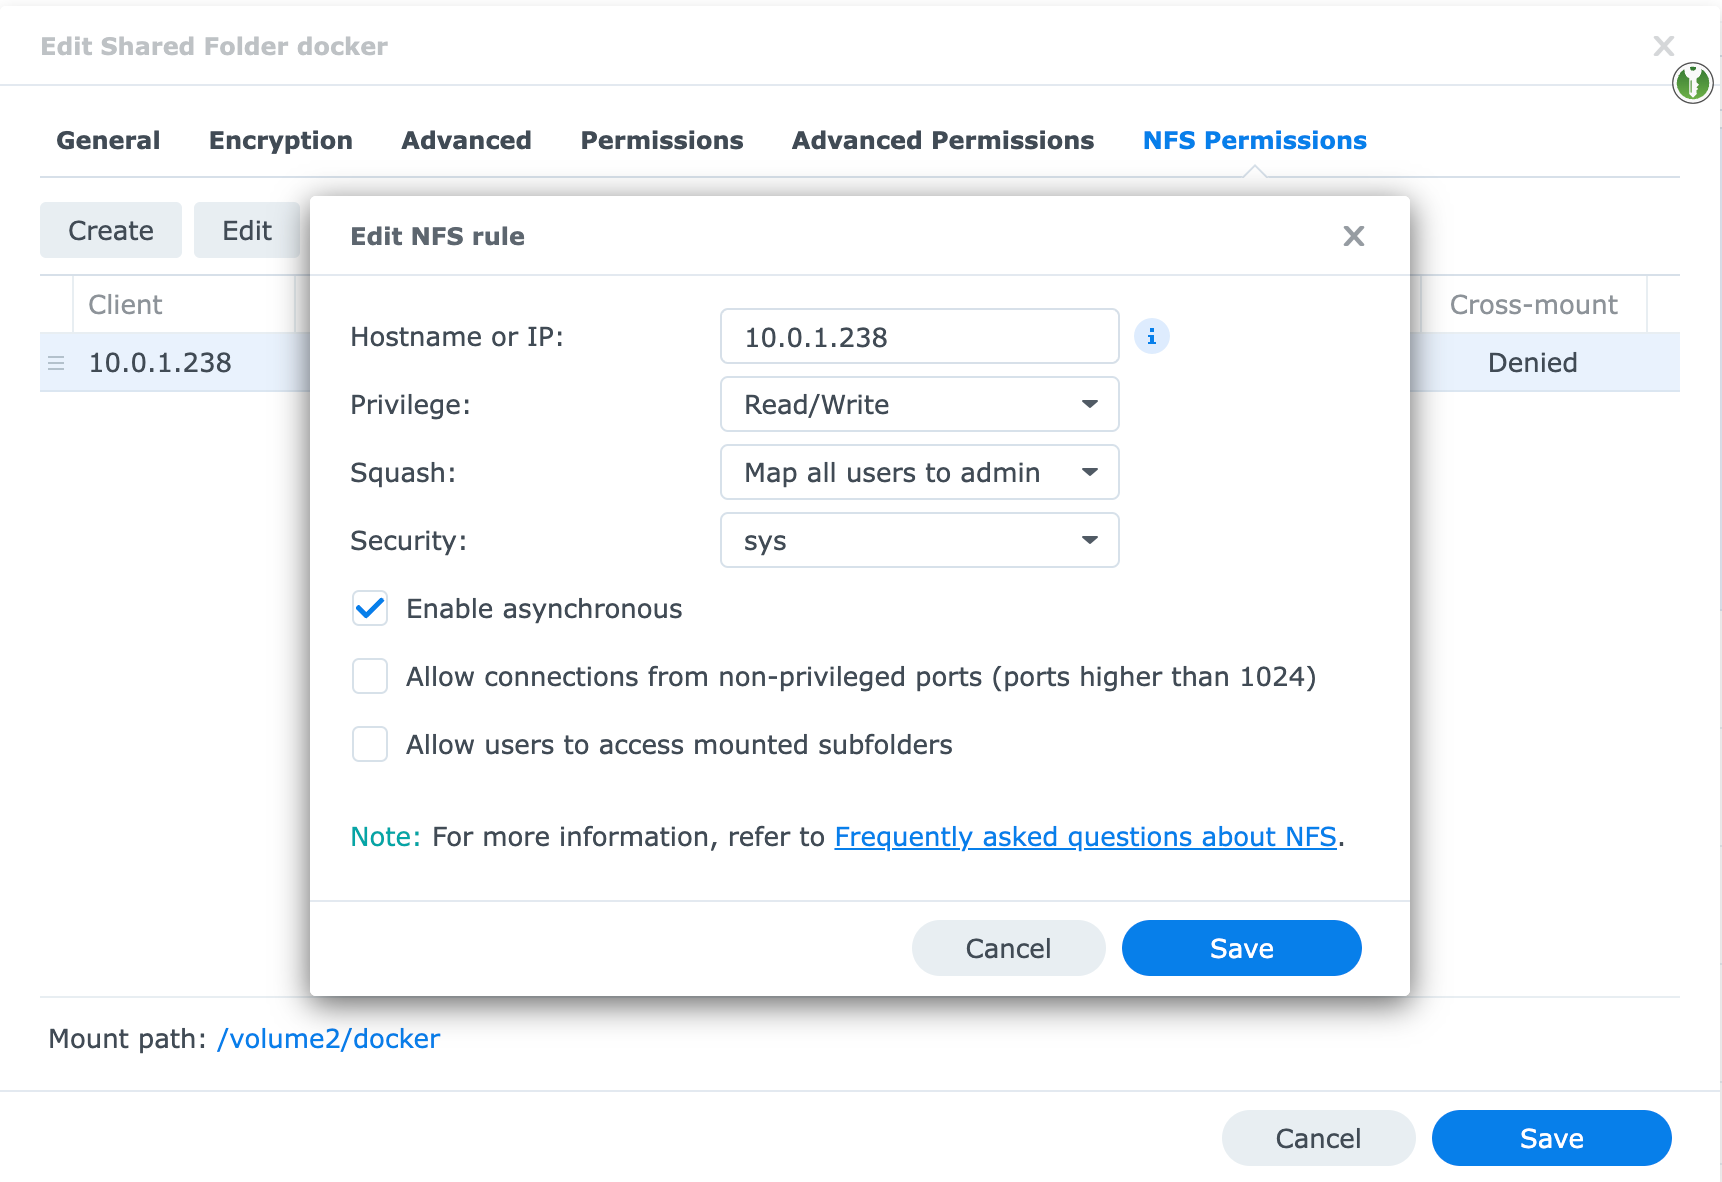 Edit Shared Folder docker
General Encryption Advanced Permissions Advanced Permissions NFS Permissions
Create Edit
Client Cross-mount
10.0.1.238 Denied
Edit NFS rule
Hostname or IP: 10.0.1.238
Privilege: Read/Write
Squash: Map all users to admin
Security: sys
Enable asynchronous
Allow connections from non-privileged ports (ports higher than 1024)
Allow users to access mounted subfolders
Note: For more information, refer to Frequently asked questions about NFS.
Cancel Save
Mount path: /volume2/docker
Cancel Save